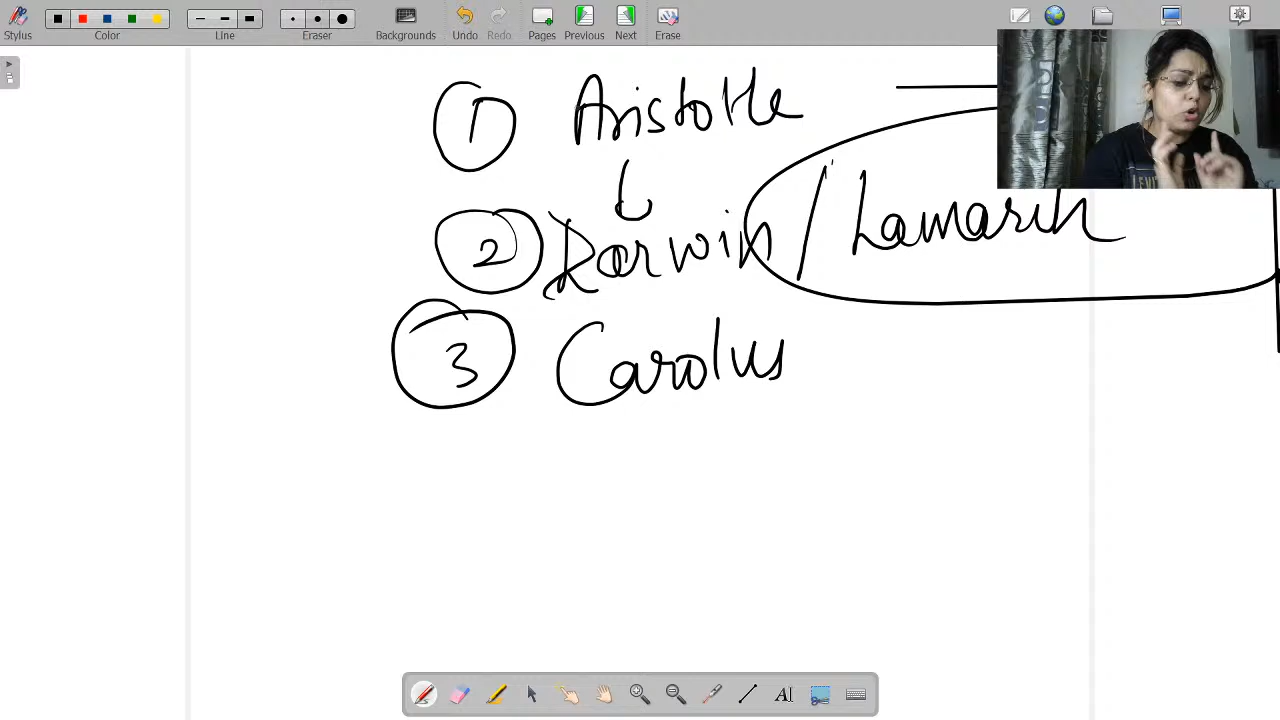 Stylus Color Line Eraser Backgrounds Undo Redo Pages Previous Next Erase
1 Aristotle
2 Darwin / Lamarck
3 Carolus